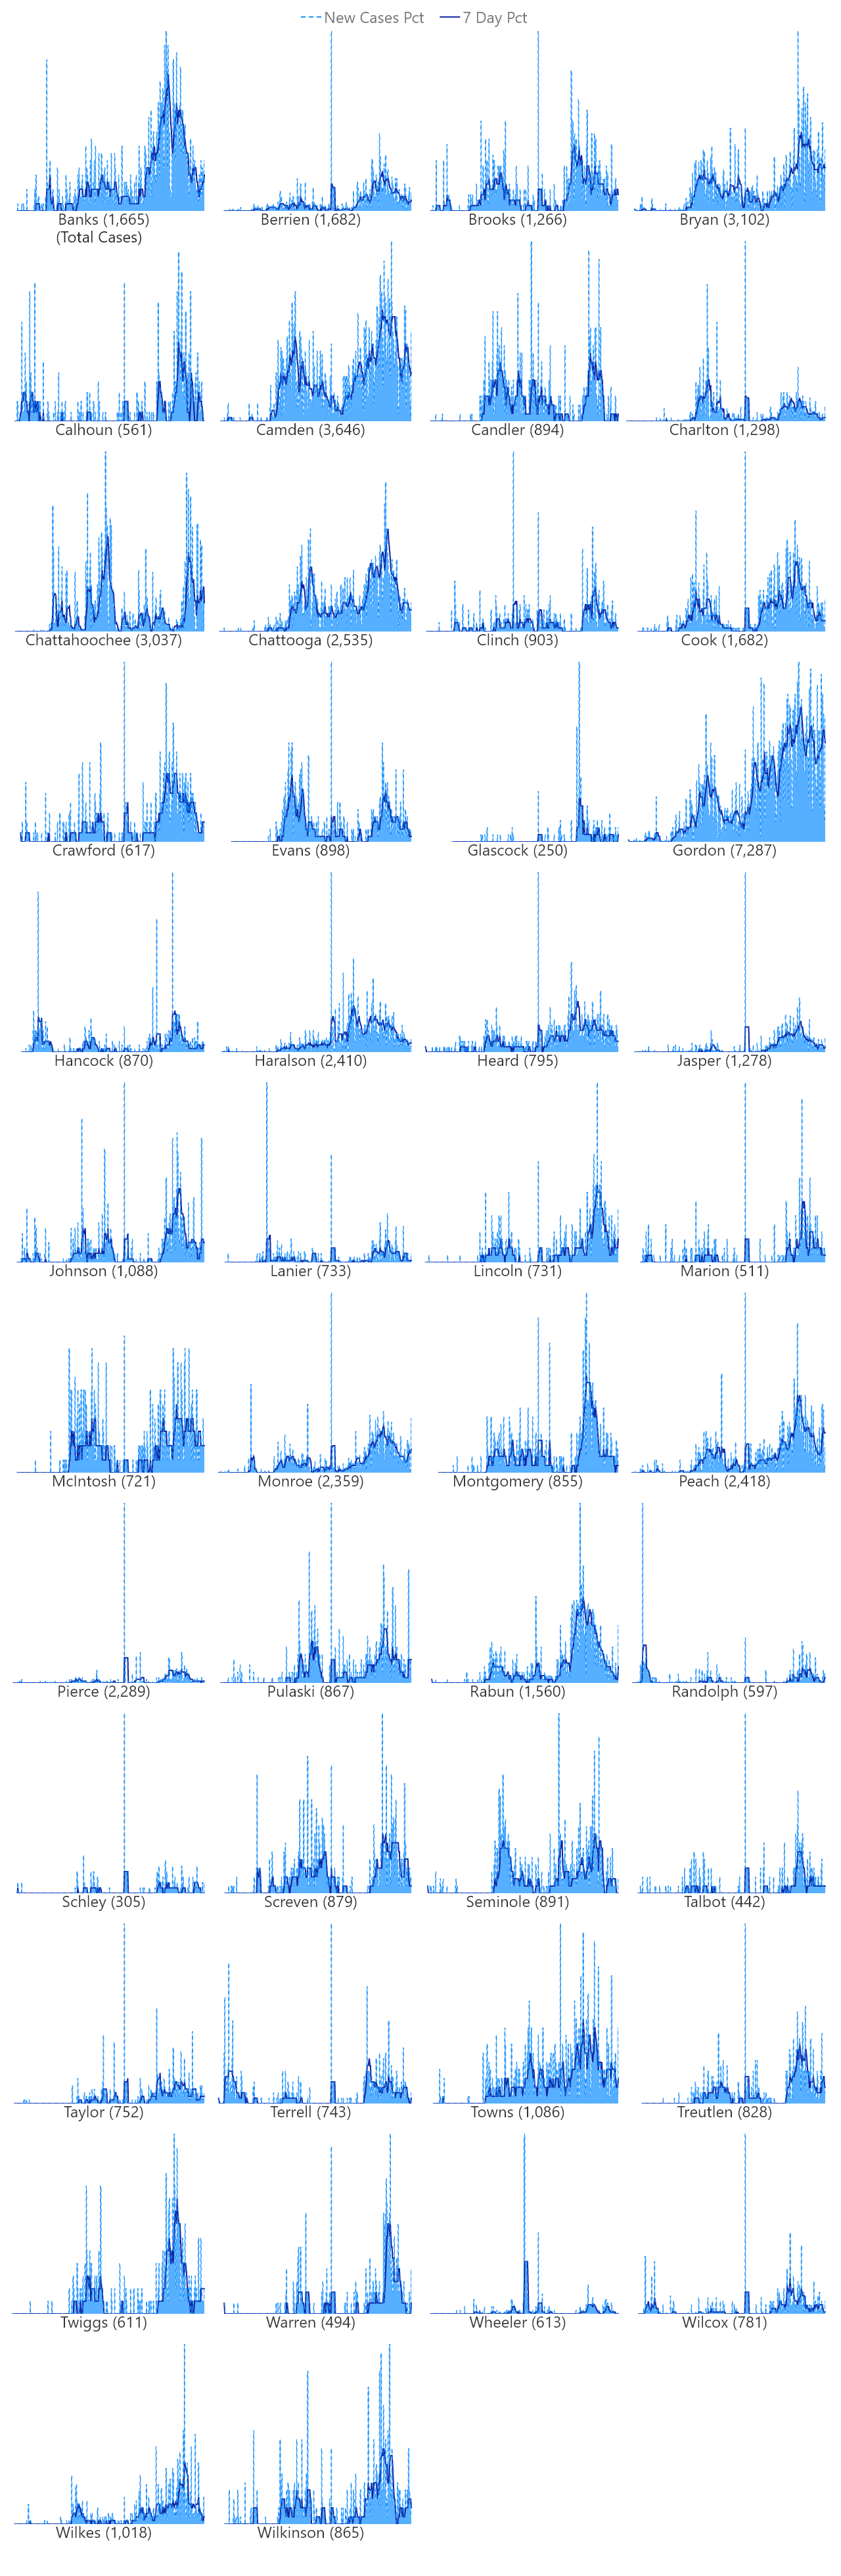 New Cases Pct 7 Day Pct
Banks (1,665) Berrien (1,682) Brooks (1,266) Bryan (3,102)
(Total Cases)
Calhoun (561) Camden (3,646) Candler (894) Charlton (1,298)
Chattahoochee (3,037) Chattooga (2,535) Clinch (903) Cook (1,682)
Crawford (617) Evans (898) Glascock (250) Gordon (7,287)
Hancock (870) Haralson (2,410) Heard (795) Jasper (1,278)
Johnson (1,088) Lanier (733) Lincoln (731) Marion (511)
McIntosh (721) Monroe (2,359) Montgomery (855) Peach (2,418)
Pierce (2,289) Pulaski (867) Rabun (1,560) Randolph (597)
Schley (305) Screven (879) Seminole (891) Talbot (442)
Taylor (752) Terrell (743) Towns (1,086) Treutlen (828)
Twiggs (611) Warren (494) Wheeler (613) Wilcox (781)
Wilkes (1,018) Wilkinson (865)